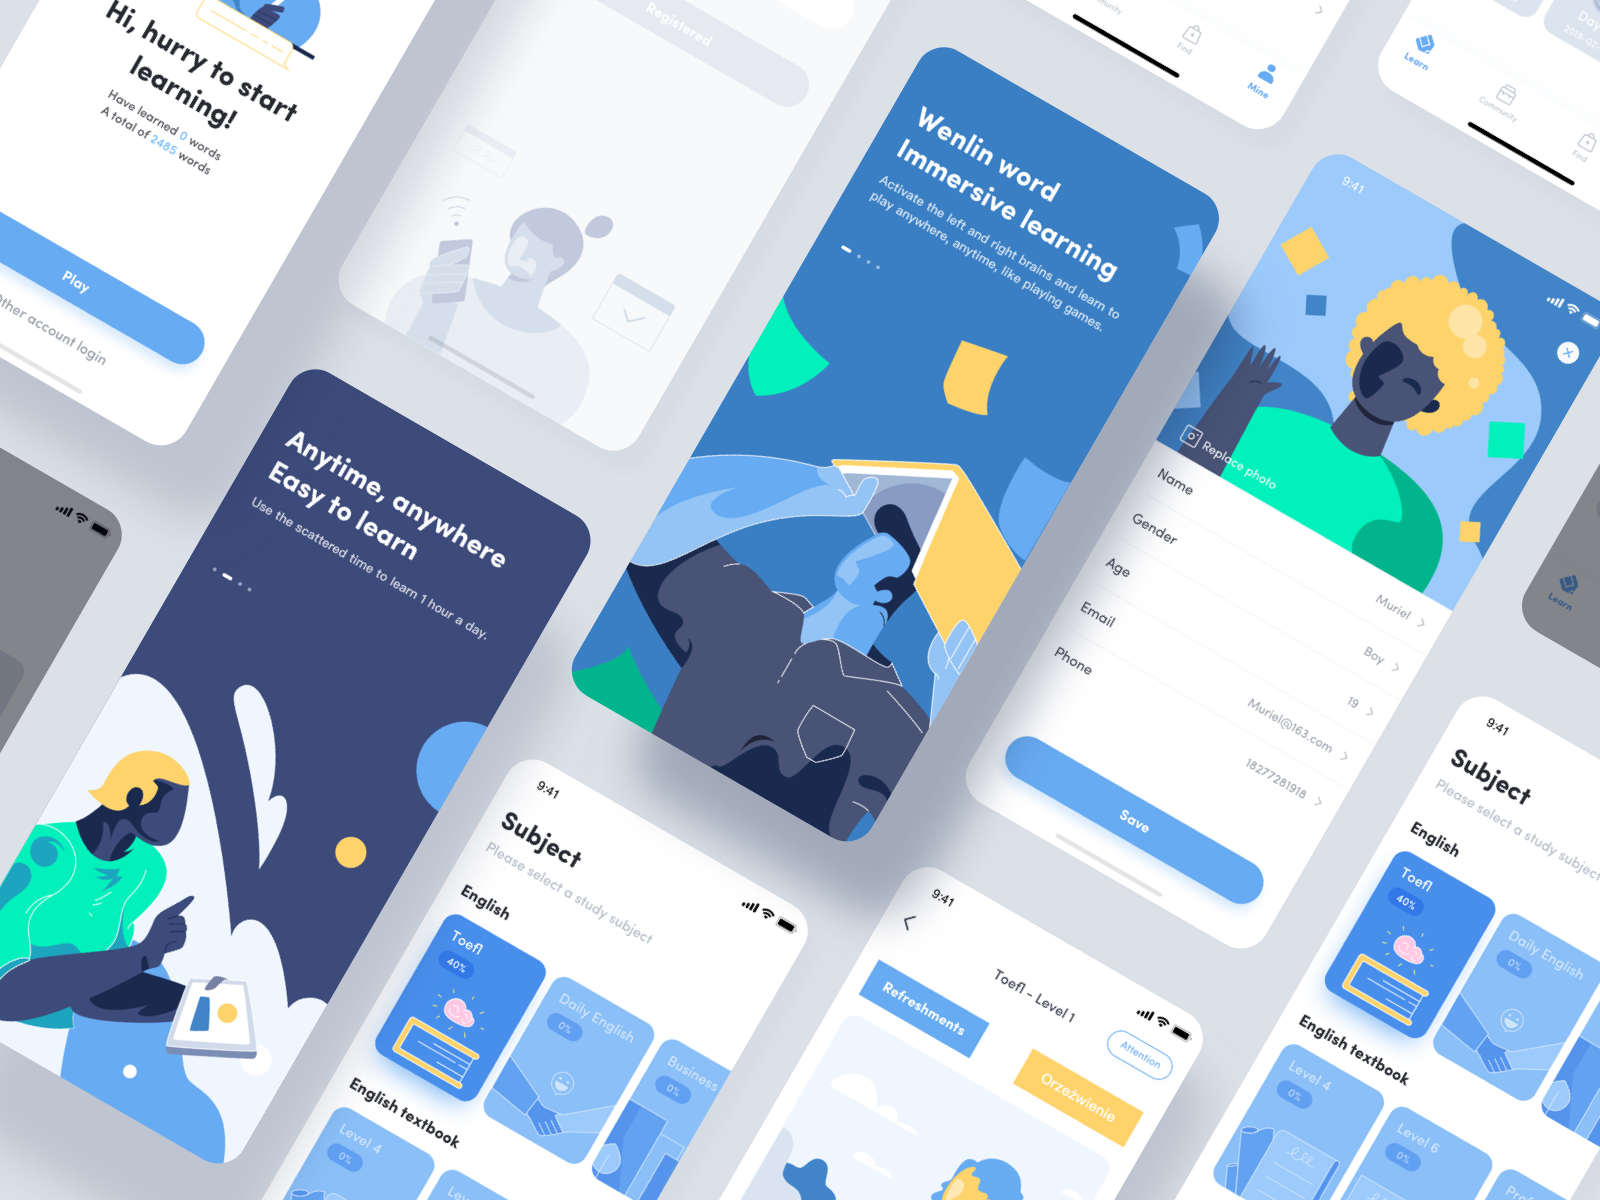 Hi, hurry to start
learning!
Have learned 0 words
A total of 2485 words
Play
Other account login
Registered
Anytime, anywhere
Easy to learn
Use the scattered time to learn 1 hour a day.
Wenlin word
Immersive learning
Activate the left and right brains and learn to
play anywhere, anytime, like playing games.
Find
Mine
Learn
Community
Find
Day
9:41
Replace photo
Name
Muriel
Gender
Boy
Age
19
Email
Muriel@163.com
Phone
18277281918
Save
9:41
Subject
Please select a study subject
English
Toefl
40%
Daily English
0%
Business
0%
English textbook
Level 4
0%
9:41
Toefl - Level 1
Attention
Refreshments
Orzeźwienie
Learn
9:41
Subject
Please select a study subject
English
Toefl
40%
Daily English
0%
English textbook
Level 4
0%
Level 6
0%